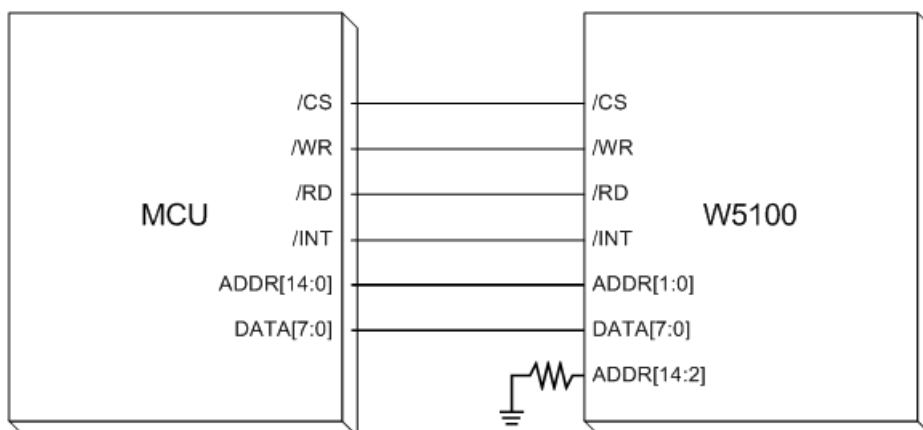 /CS
/WR
/RD
/INT
ADDR[14:0]
DATA[7:0]
MCU
/CS
/WR
/RD
/INT
ADDR[1:0]
DATA[7:0]
ADDR[14:2]
W5100